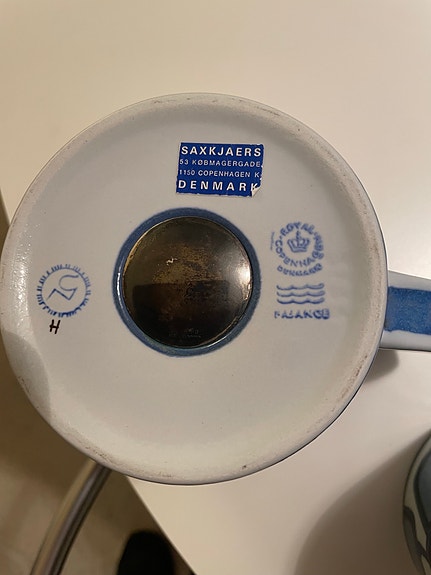 SAXKJAERS
53 KØBMAGERGADE
1150 COPENHAGEN K
DENMARK
ROYAL
COPENHAGEN
DENMARK
FAJANCE
H